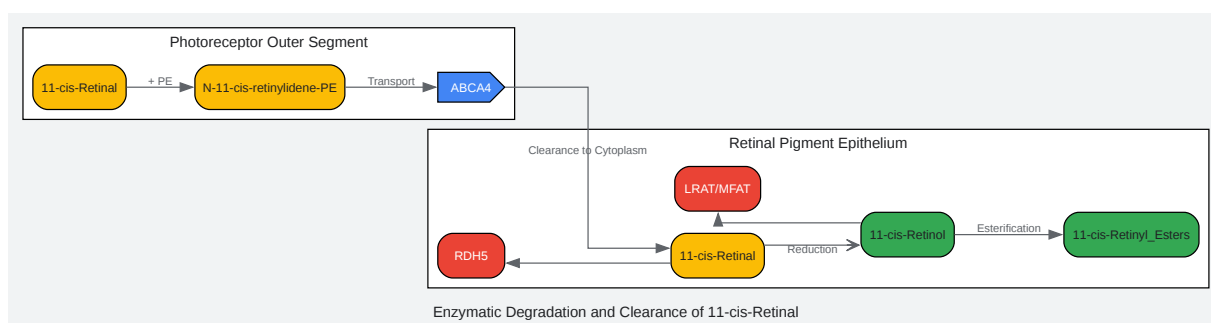 Photoreceptor Outer Segment
11-cis-Retinal
+ PE
N-11-cis-retinylidene-PE
Transport
ABCA4
Clearance to Cytoplasm
Retinal Pigment Epithelium
LRAT/MFAT
RDH5
11-cis-Retinal
Reduction
11-cis-Retinol
Esterification
11-cis-Retinyl_Esters
Enzymatic Degradation and Clearance of 11-cis-Retinal